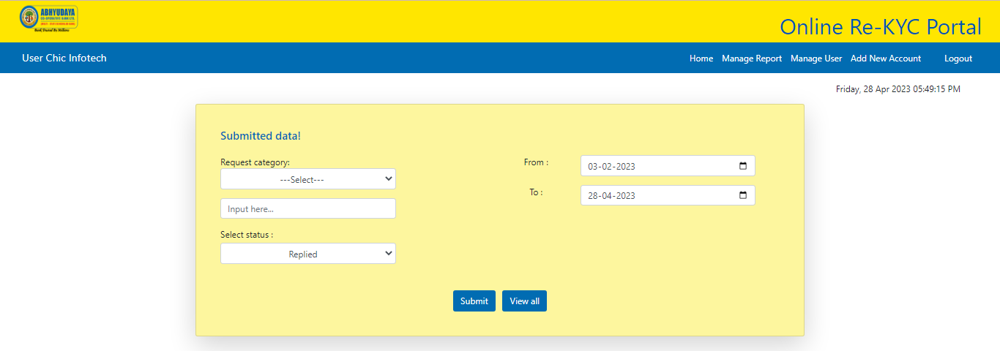 ABHYUDAYA
CO-OPERATIVE BANK LTD.
Bank Trusted By Millions
Online Re-KYC Portal
User Chic Infotech
Home Manage Report Manage User Add New Account Logout
Friday, 28 Apr 2023 05:49:15 PM
Submitted data!
Request category:
---Select---
From :
03-02-2023
To :
28-04-2023
Input here...
Select status :
Replied
Submit View all